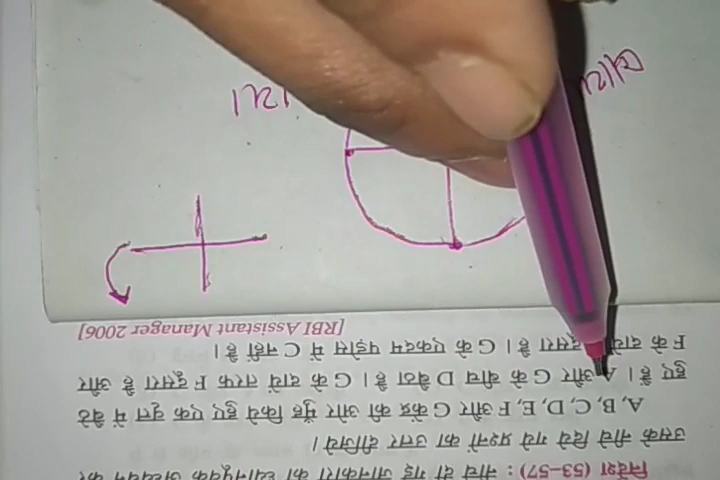 निर्देश (53-57) : नीचे दी गई जानकारी का ध्यानपूर्वक अध्ययन कर
उसके नीचे दिये गये प्रश्नों का उत्तर दीजिये।
A, B, C, D, E, F और G केंद्र की ओर मुँह किये हुए एक वृत्त में बैठे
हुए हैं। A और G के बीच D बैठा है। G के दायें तरफ F दूसरा है और
F के दूसरा है। G के एकदम पड़ोस में C नहीं है।
[RBI Assistant Manager 2006]